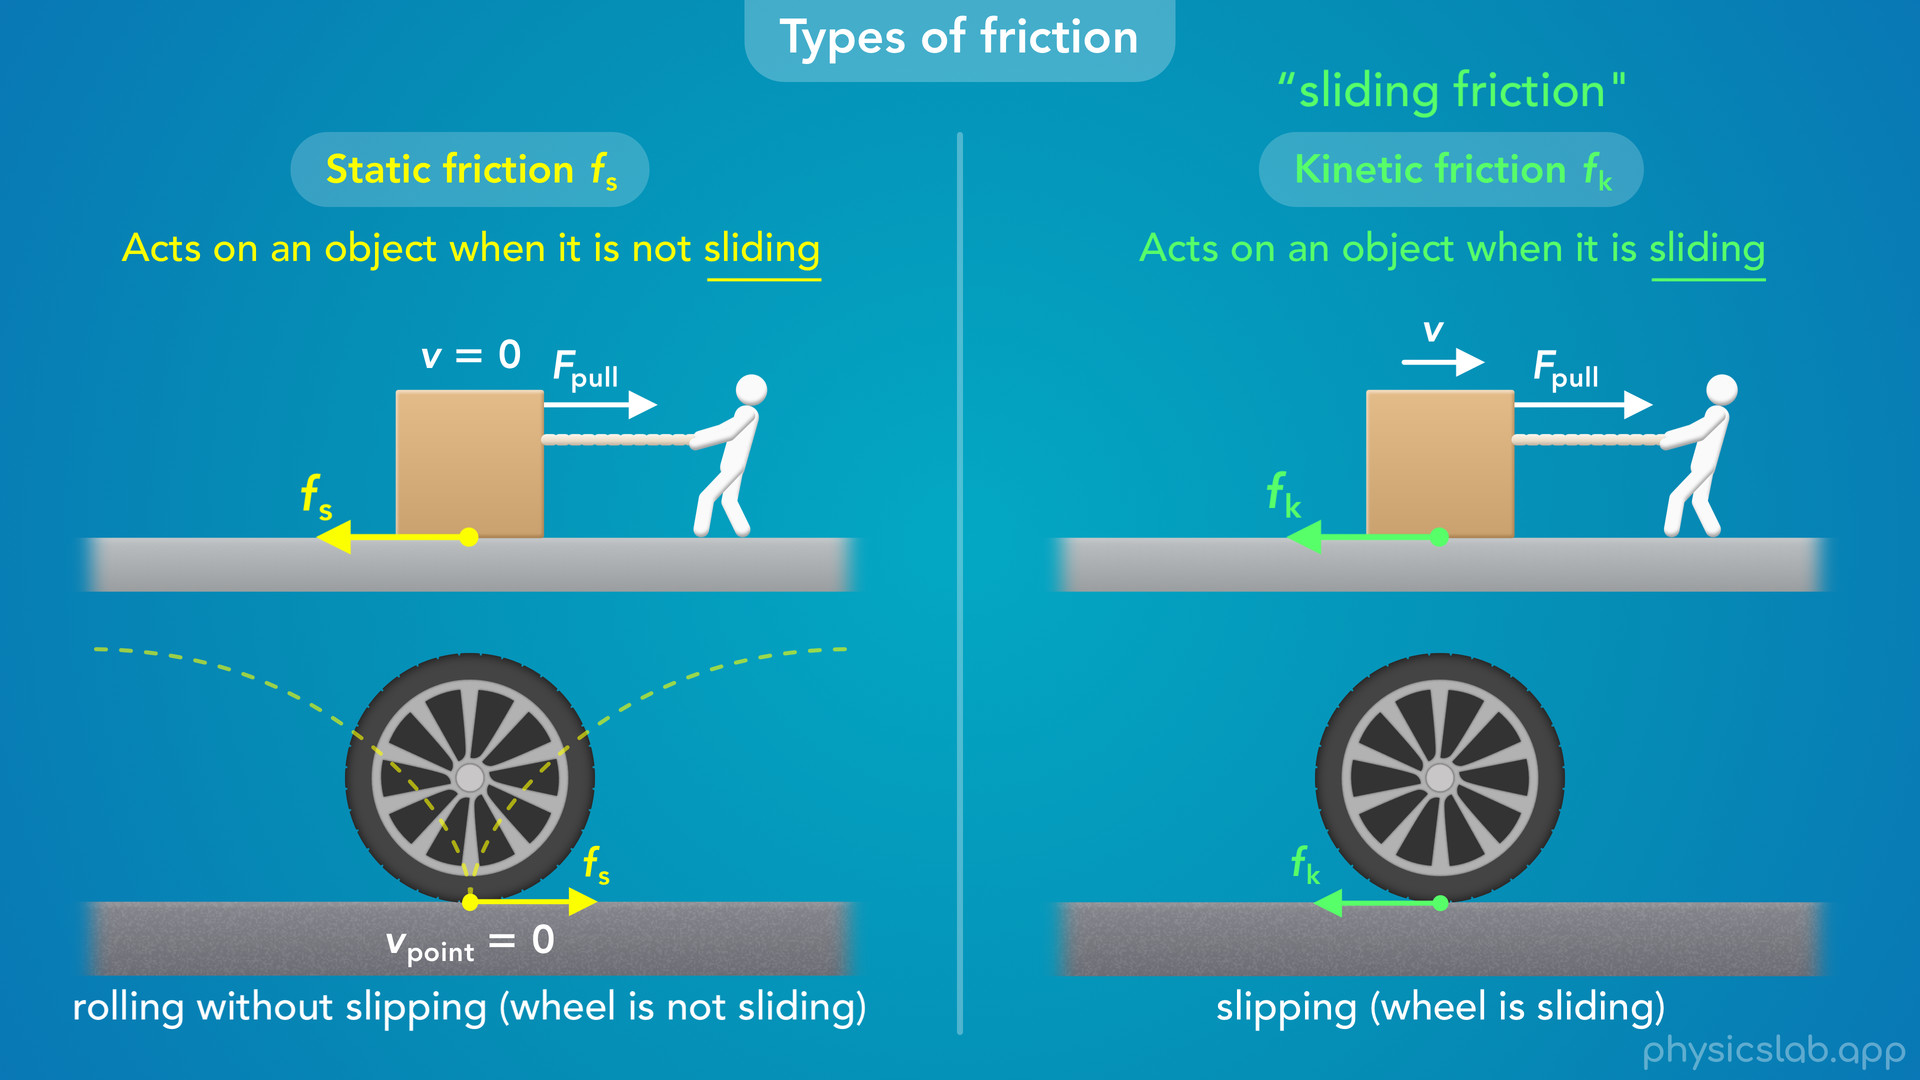 Types of friction
Static friction fs
Acts on an object when it is not sliding
v = 0
Fpull
fs
fs
vpoint = 0
rolling without slipping (wheel is not sliding)
“sliding friction"
Kinetic friction fk
Acts on an object when it is sliding
v
Fpull
fk
fk
slipping (wheel is sliding)
physicslab.app